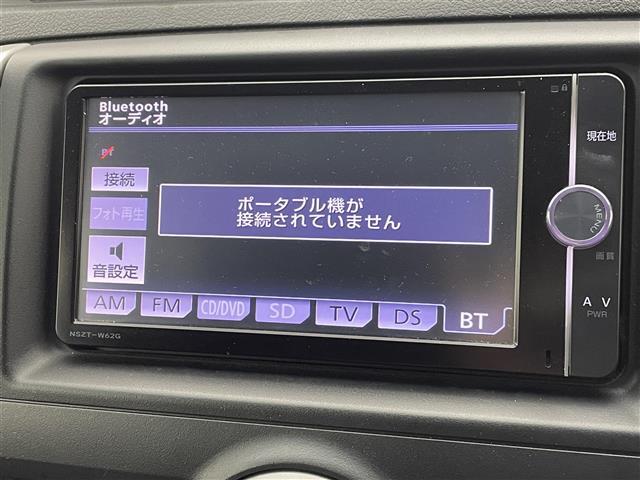 Bluetooth
オーディオ
BT
接続
フォト再生
音設定
ポータブル機が
接続されていません
AM FM CD/DVD SD TV DS BT
NSZT-W62G
現在地
MENU
画質
AV
PWR